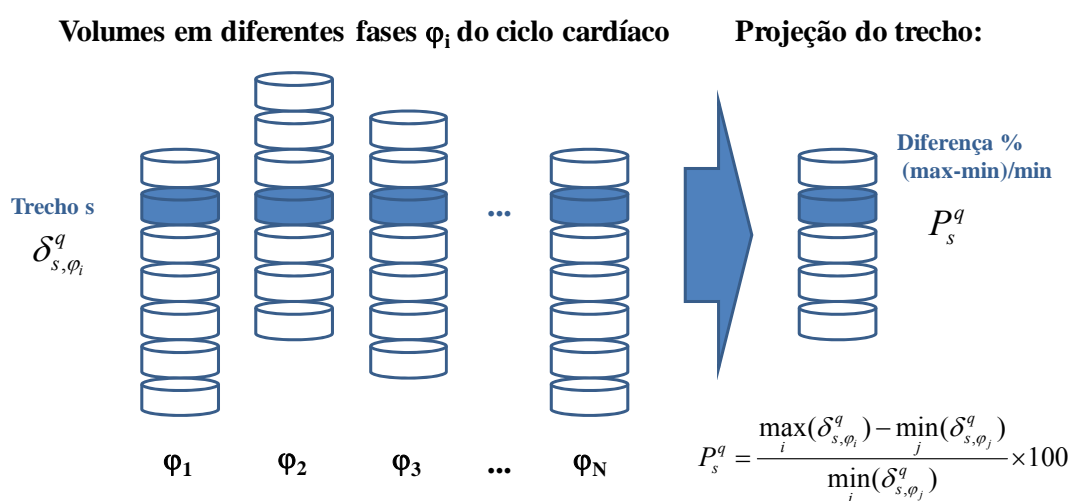 Volumes em diferentes fases φi do ciclo cardíaco
Projeção do trecho:
Diferença %
(max-min)/min
Trecho s
δ^q_{s,φi}
...
P^q_s
φ1 φ2 φ3 ... φN
P^q_s = (max_i(δ^q_{s,φi}) − min_j(δ^q_{s,φj})) / min_j(δ^q_{s,φj}) ×100